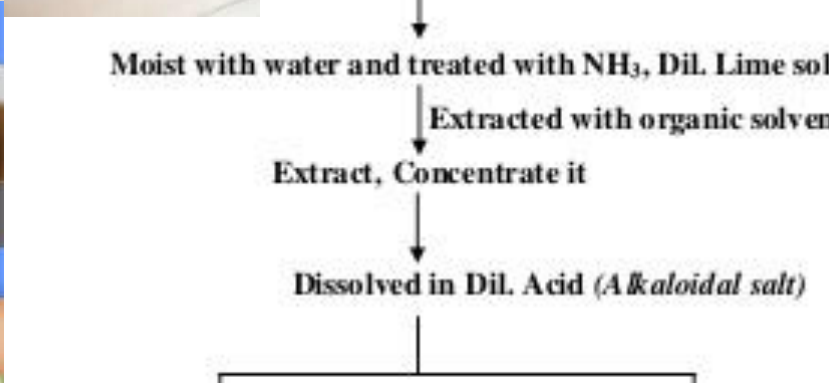 Moist with water and treated with NH₃, Dil. Lime sol
Extracted with organic solven
Extract, Concentrate it
Dissolved in Dil. Acid (Alkaloidal salt)